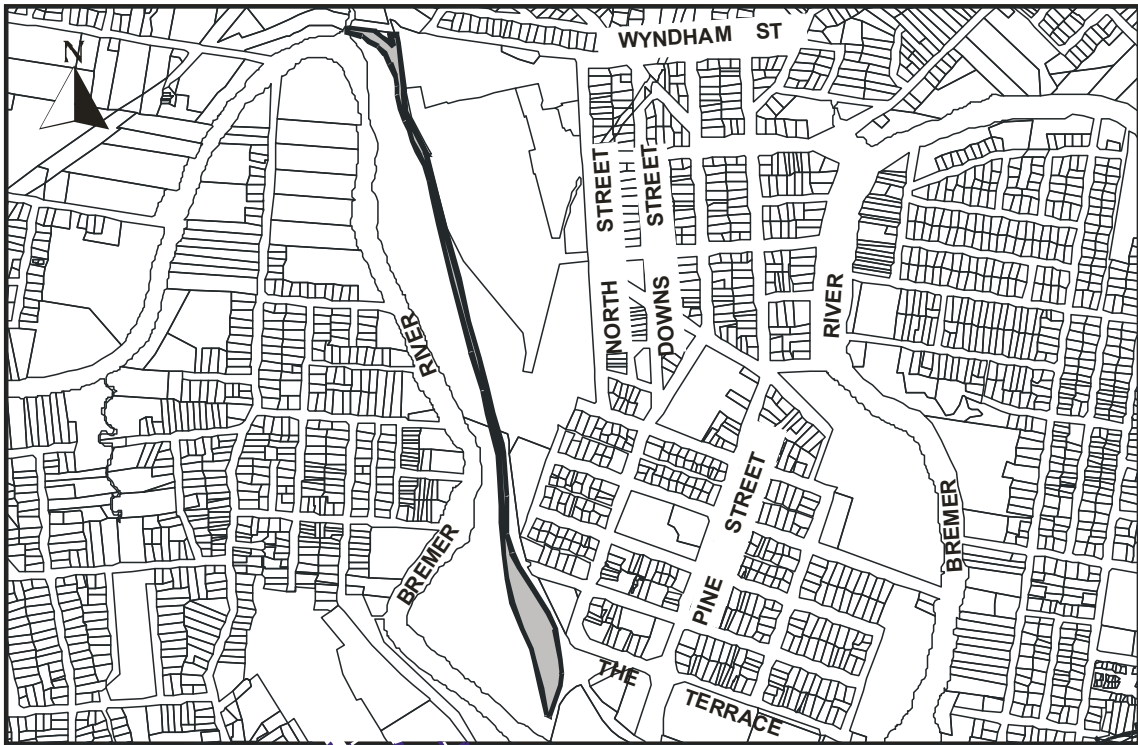 WYNDHAM ST
N
NORTH STREET
DOWNS STREET
RIVER
BREMER
RIVER
BREMER
PINE STREET
THE
TERRACE